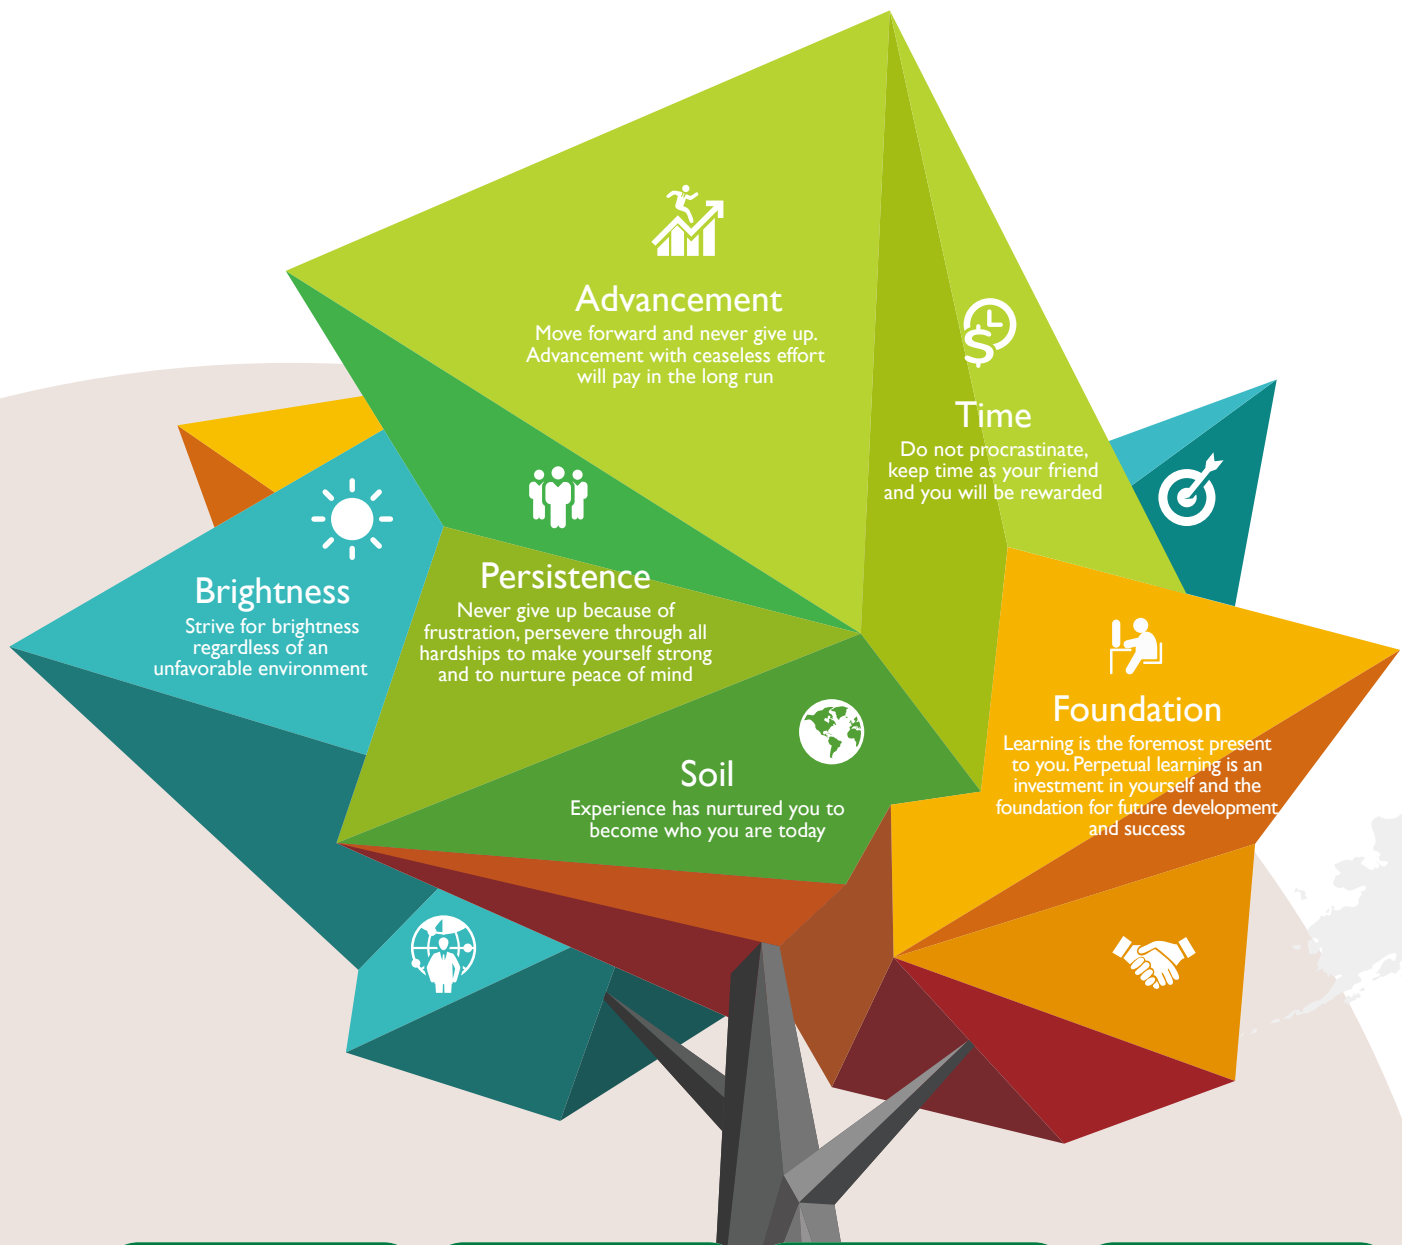 Advancement
Move forward and never give up.
Advancement with ceaseless effort
will pay in the long run
Time
Do not procrastinate,
keep time as your friend
and you will be rewarded
Brightness
Strive for brightness
regardless of an
unfavorable environment
Persistence
Never give up because of
frustration, persevere through all
hardships to make yourself strong
and to nurture peace of mind
Soil
Experience has nurtured you to
become who you are today
Foundation
Learning is the foremost present
to you. Perpetual learning is an
investment in yourself and the
foundation for future development
and success